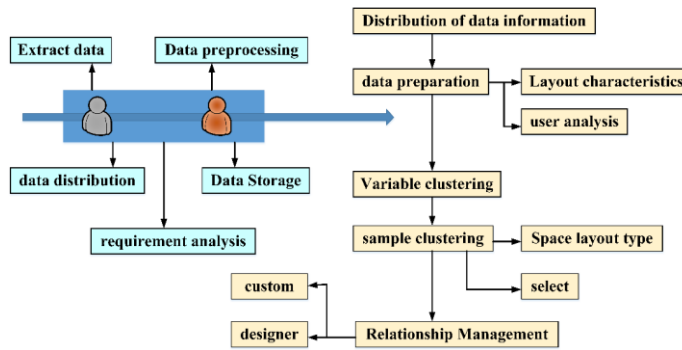 Extract data
Data preprocessing
data distribution
Data Storage
requirement analysis
Distribution of data information
data preparation
Layout characteristics
user analysis
Variable clustering
sample clustering
Space layout type
select
custom
designer
Relationship Management